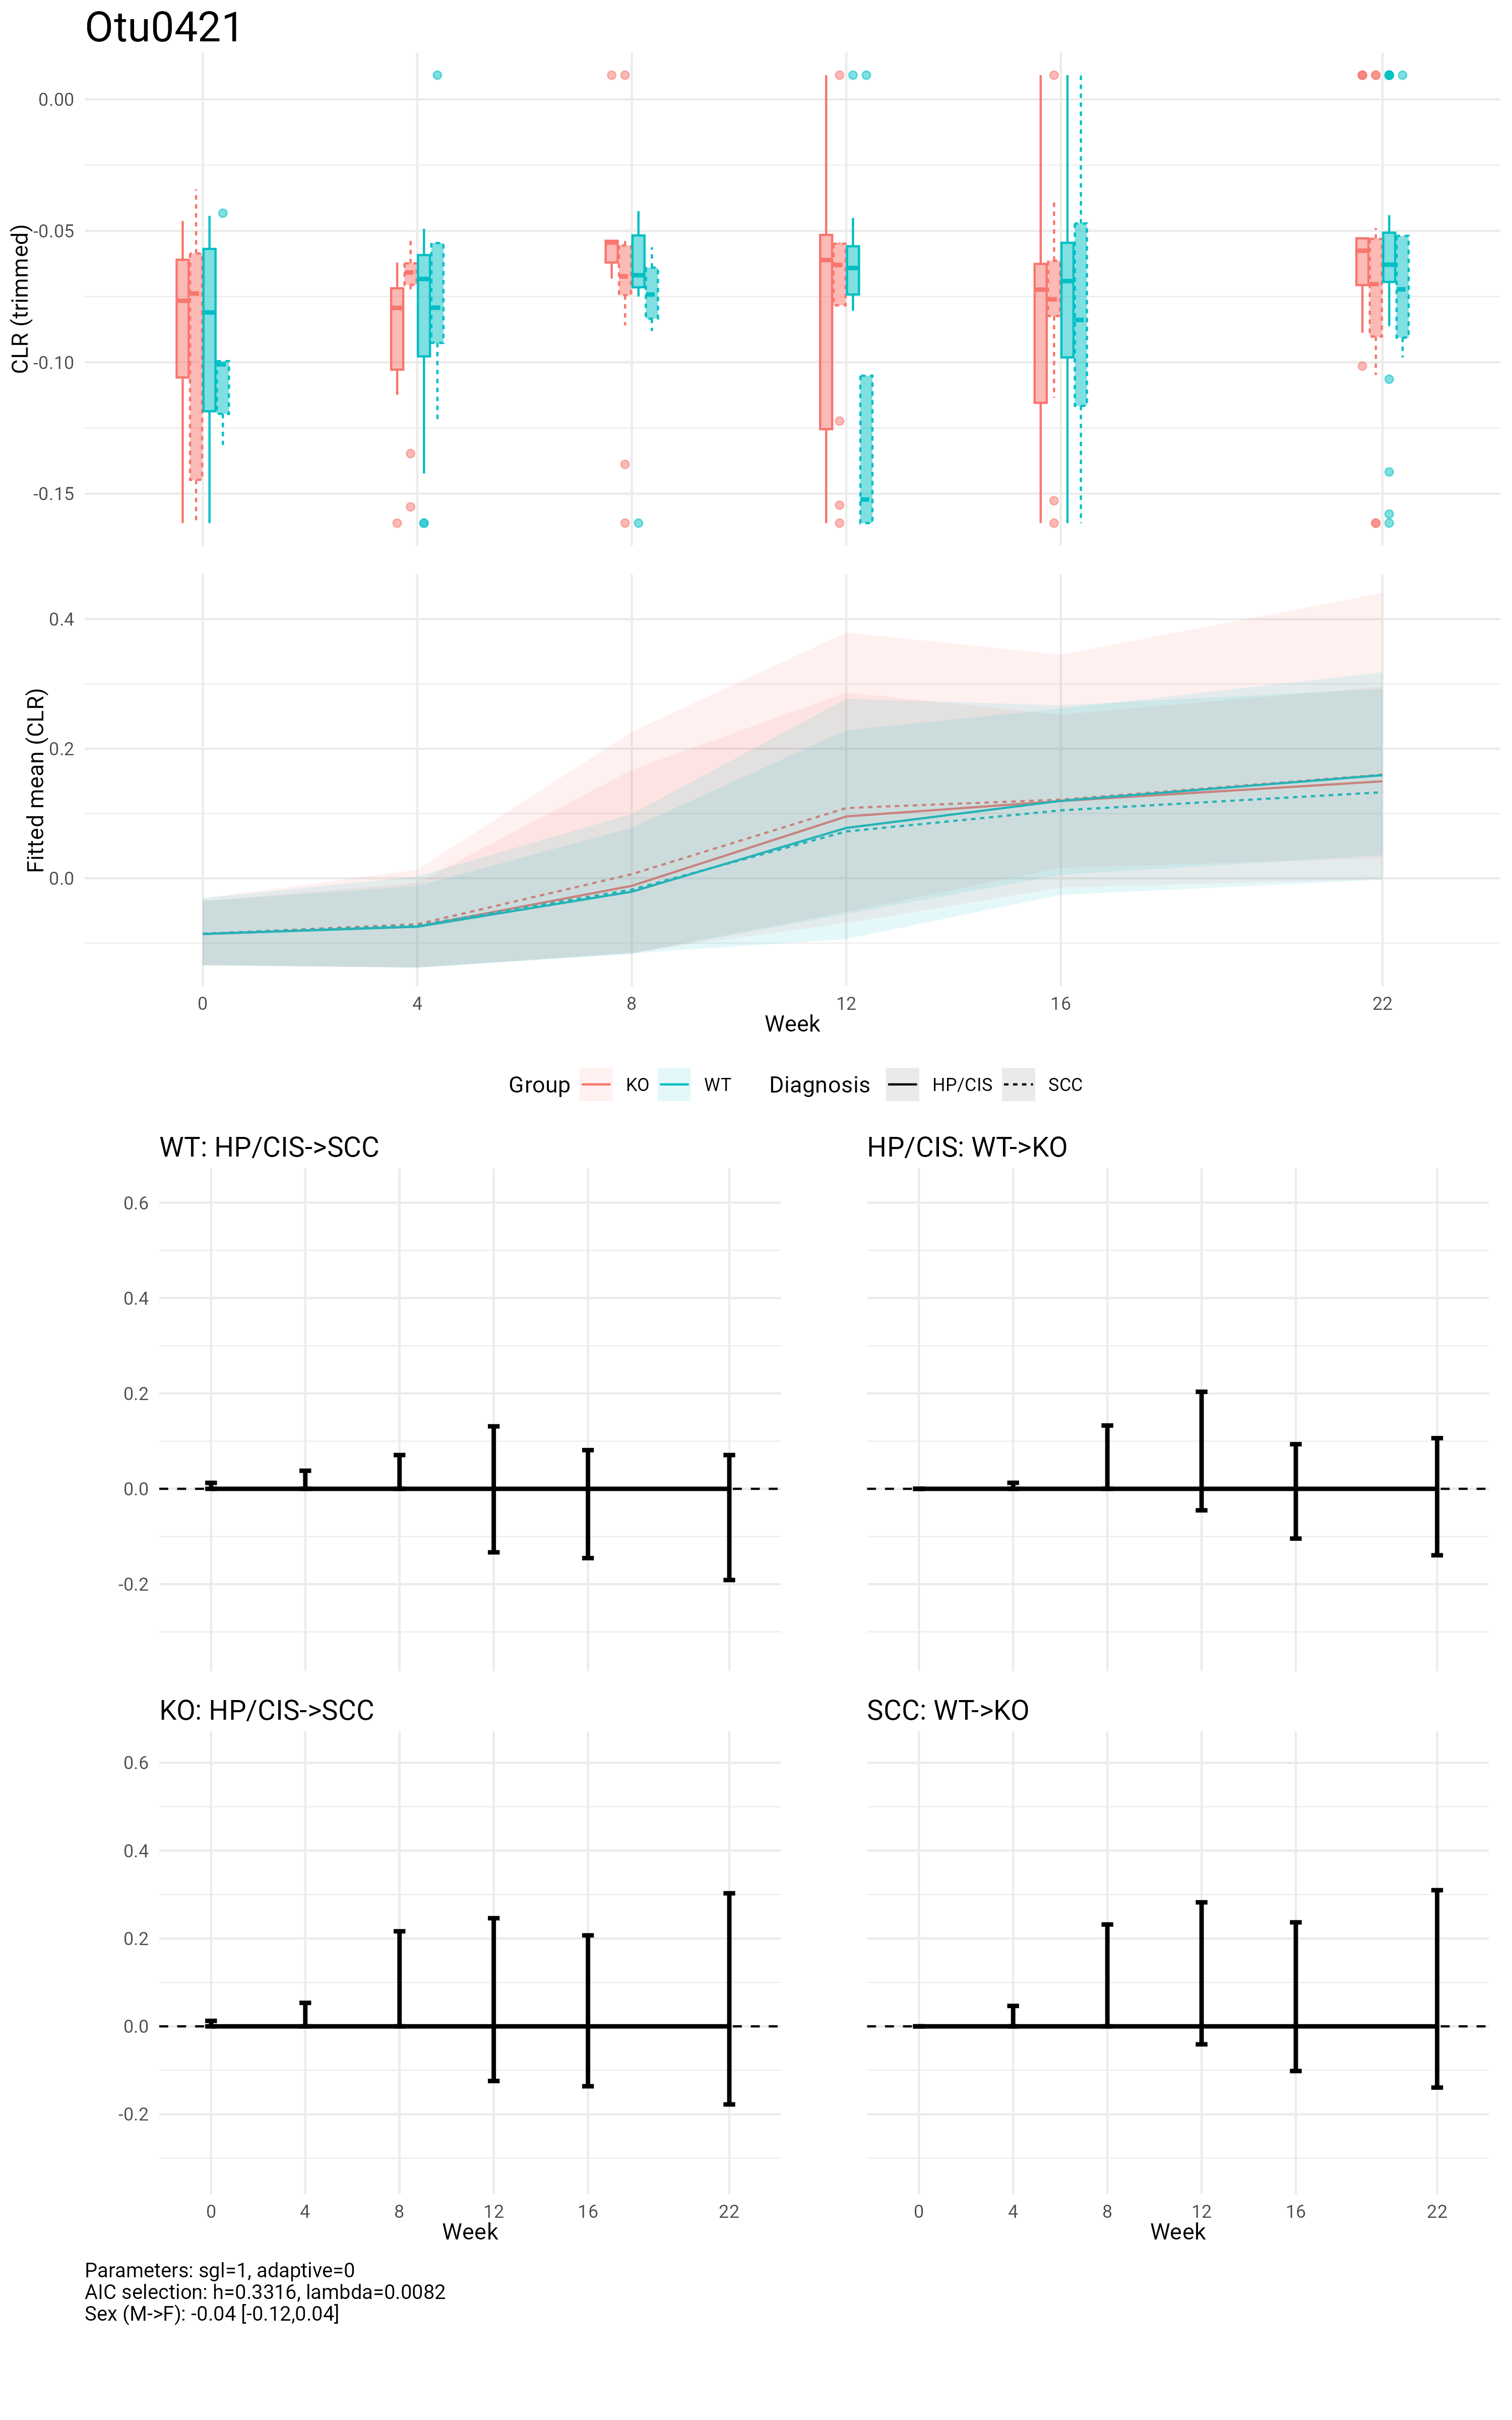 Otu0421
CLR (trimmed)
0.00
-0.05
-0.10
-0.15
Fitted mean (CLR)
0.4
0.2
0.0
0 4 8 12 16 22
Week
Group KO WT Diagnosis HP/CIS SCC
WT: HP/CIS->SCC
0.6
0.4
0.2
0.0
-0.2
HP/CIS: WT->KO
KO: HP/CIS->SCC
0.6
0.4
0.2
0.0
-0.2
0 4 8 12 16 22
Week
SCC: WT->KO
0 4 8 12 16 22
Week
Parameters: sgl=1, adaptive=0
AIC selection: h=0.3316, lambda=0.0082
Sex (M->F): -0.04 [-0.12,0.04]